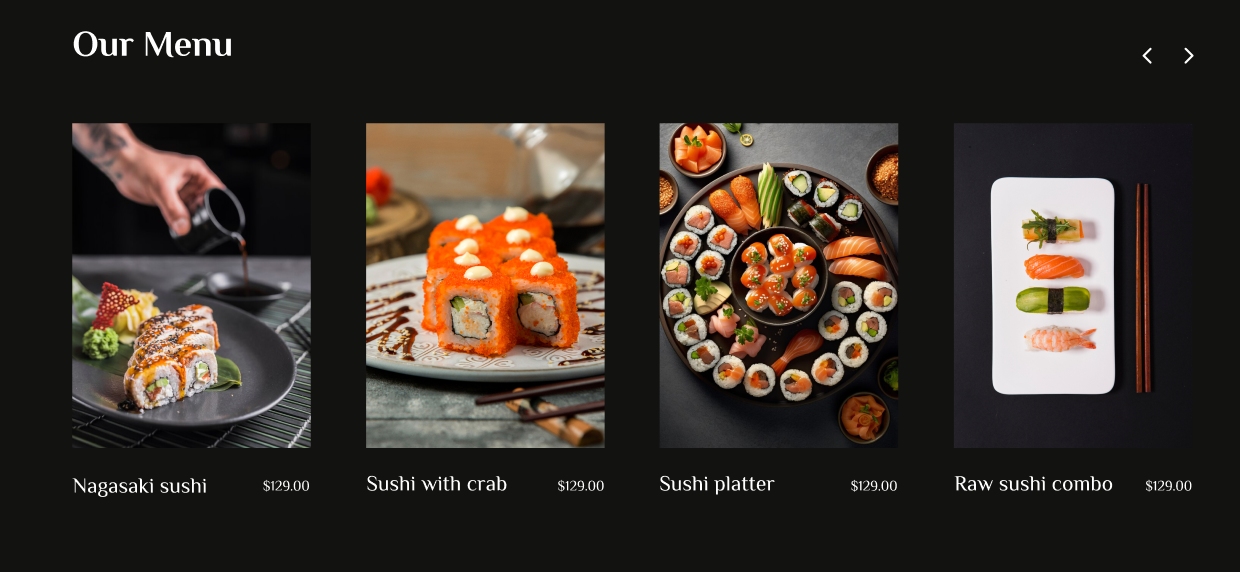 Our Menu
Nagasaki sushi $129.00
Sushi with crab $129.00
Sushi platter $129.00
Raw sushi combo $129.00